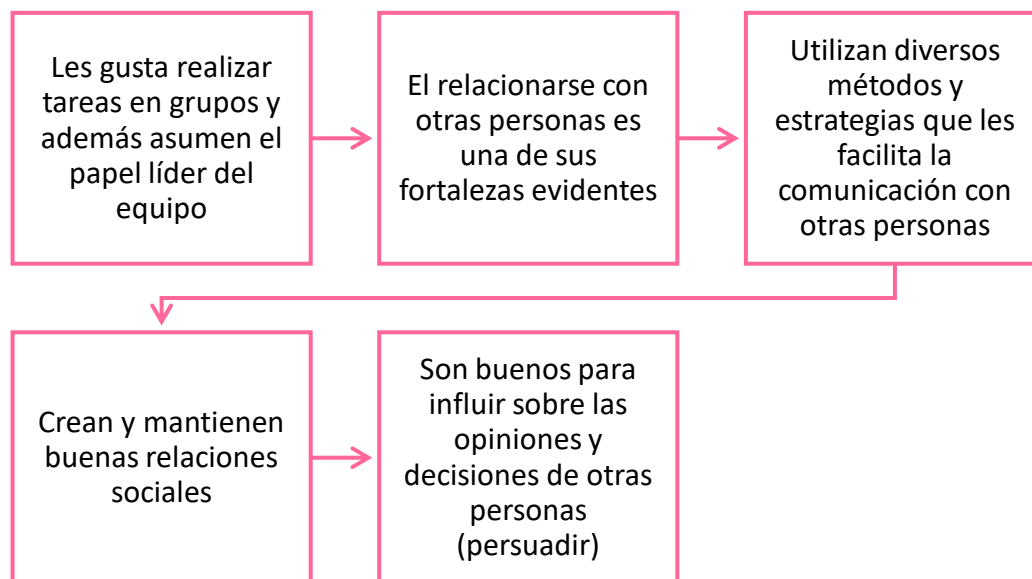 Les gusta realizar
tareas en grupos y
además asumen el
papel líder del
equipo
El relacionarse con
otras personas es
una de sus
fortalezas evidentes
Utilizan diversos
métodos y
estrategias que les
facilita la
comunicación con
otras personas
Crean y mantienen
buenas relaciones
sociales
Son buenos para
influir sobre las
opiniones y
decisiones de otras
personas
(persuadir)